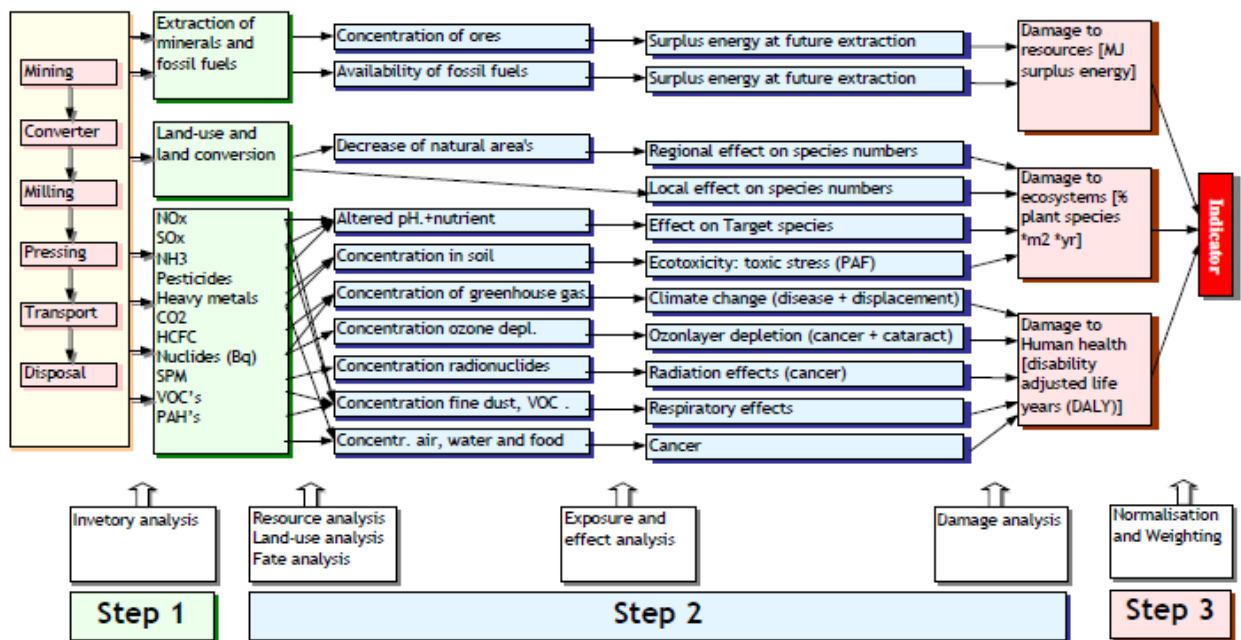 Mining
Converter
Milling
Pressing
Transport
Disposal
Extraction of
minerals and
fossil fuels
Land-use and
land conversion
NOx
SOx
NH3
Pesticides
Heavy metals
CO2
HCFC
Nuclides (Bq)
SPM
VOC's
PAH's
Concentration of ores
Availability of fossil fuels
Decrease of natural area's
Altered pH.+nutrient
Concentration in soil
Concentration of greenhouse gas.
Concentration ozone depl.
Concentration radionuclides
Concentration fine dust, VOC .
Concentr. air, water and food
Surplus energy at future extraction
Surplus energy at future extraction
Regional effect on species numbers
Local effect on species numbers
Effect on Target species
Ecotoxicity: toxic stress (PAF)
Climate change (disease + displacement)
Ozonlayer depletion (cancer + cataract)
Radiation effects (cancer)
Respiratory effects
Cancer
Damage to
resources [MJ
surplus energy]
Damage to
ecosystems [%
plant species
*m2 *yr]
Damage to
Human health
[disability
adjusted life
years (DALY)]
Indicator
Invetory analysis
Resource analysis
Land-use analysis
Fate analysis
Exposure and
effect analysis
Damage analysis
Normalisation
and Weighting
Step 1
Step 2
Step 3